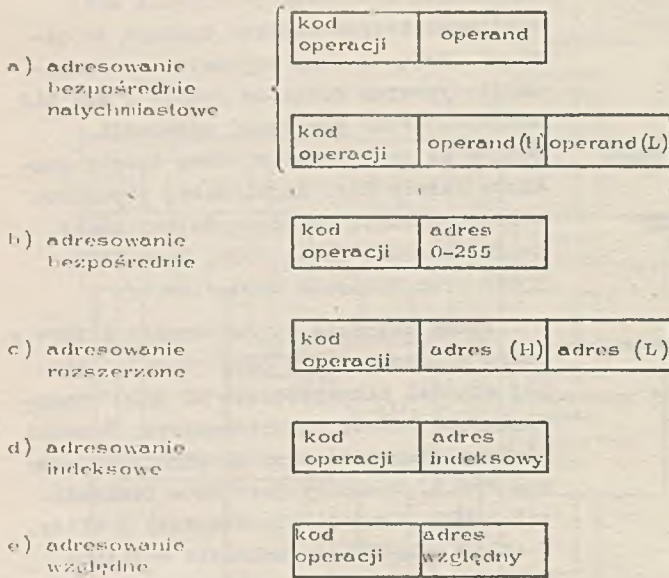 a) adresowanie
bezpośrednie
natychmiastowe
kod
operacji
operand
kod
operacji
operand (H)
operand (L)
b) adresowanie
bezpośrednie
kod
operacji
adres
0-255
c) adresowanie
rozszerzone
kod
operacji
adres (H)
adres (L)
d) adresowanie
indeksowe
kod
operacji
adres
indeksowy
e) adresowanie
względne
kod
operacji
adres
względny